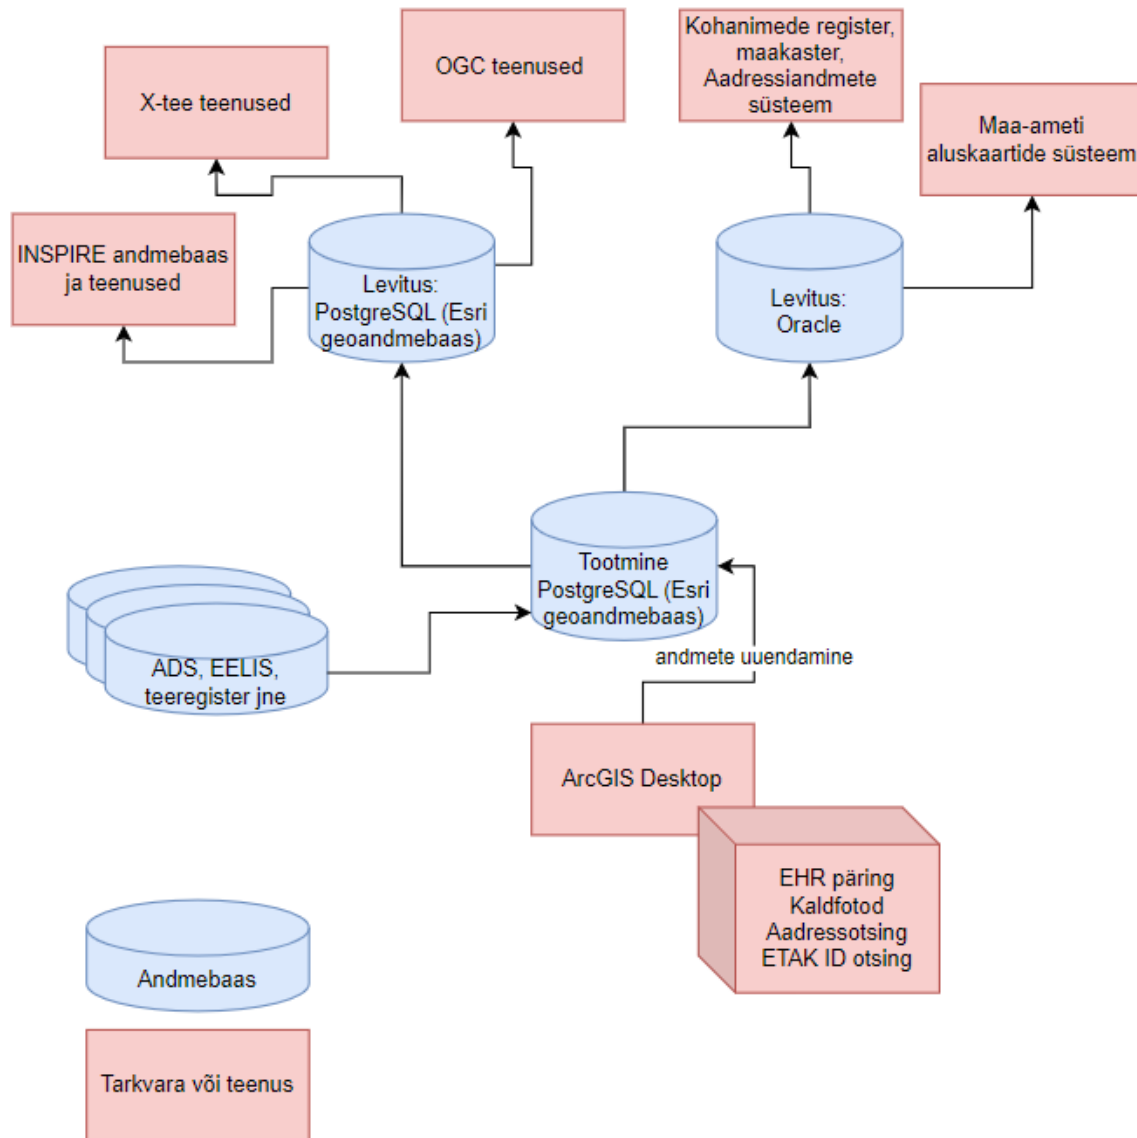 X-tee teenused
OGC teenused
Kohanimede register,
maakaster,
Aadressiandmete
süsteem
Maa-ameti
aluskaartide süsteem
INSPIRE andmebaas
ja teenused
Levitus:
PostgreSQL (Esri
geoandmebaas)
Levitus:
Oracle
Tootmine
PostgreSQL (Esri
geoandmebaas)
ADS, EELIS,
teeregister jne
andmete uuendamine
ArcGIS Desktop
EHR päring
Kaldfotod
Aadressotsing
ETAK ID otsing
Andmebaas
Tarkvara või teenus